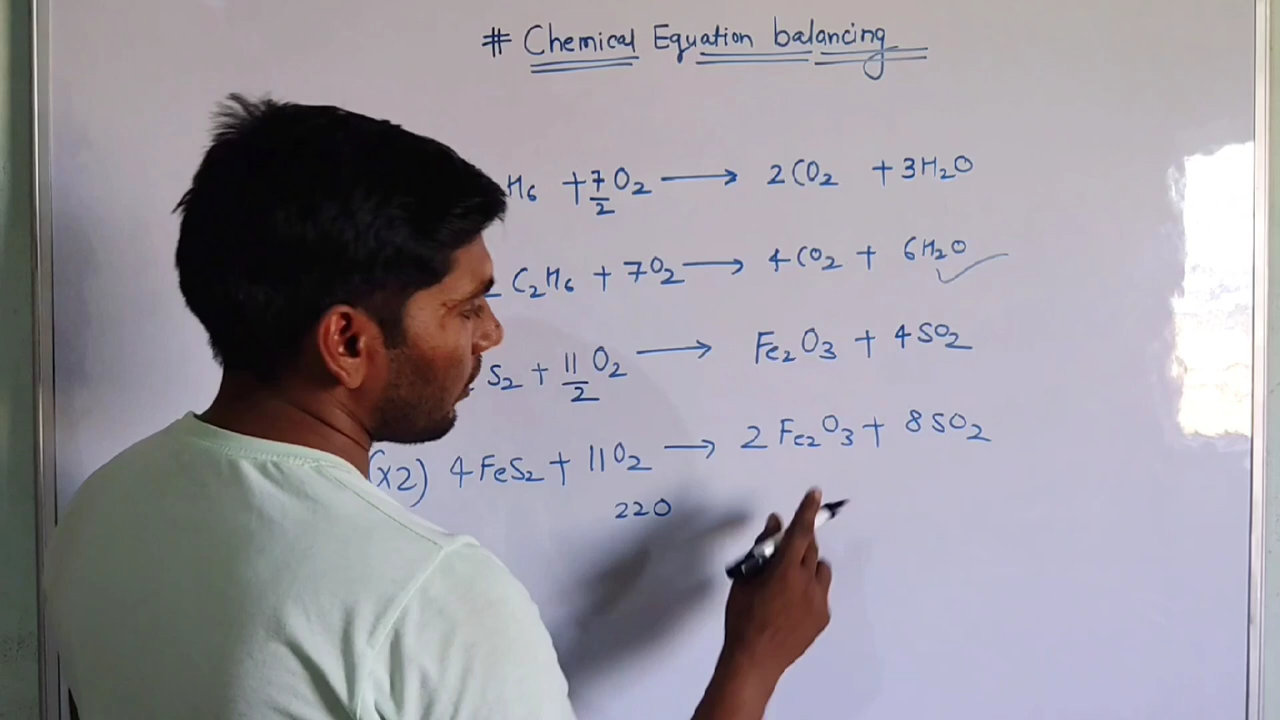 # Chemical Equation balancing
H6 + 7/2 O2 → 2CO2 + 3H2O
C2H6 + 7O2 → 4CO2 + 6H2O
S2 + 11/2 O2 → Fe2O3 + 4SO2
(x2) 4FeS2 + 11O2 → 2Fe2O3 + 8SO2
22O